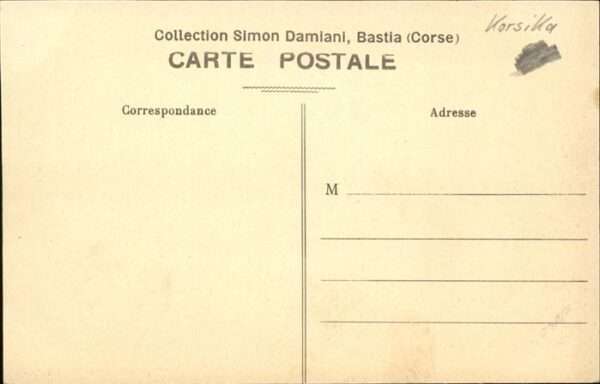 Korsika
Collection Simon Damiani, Bastia (Corse)
CARTE POSTALE
Correspondance
Adresse
M